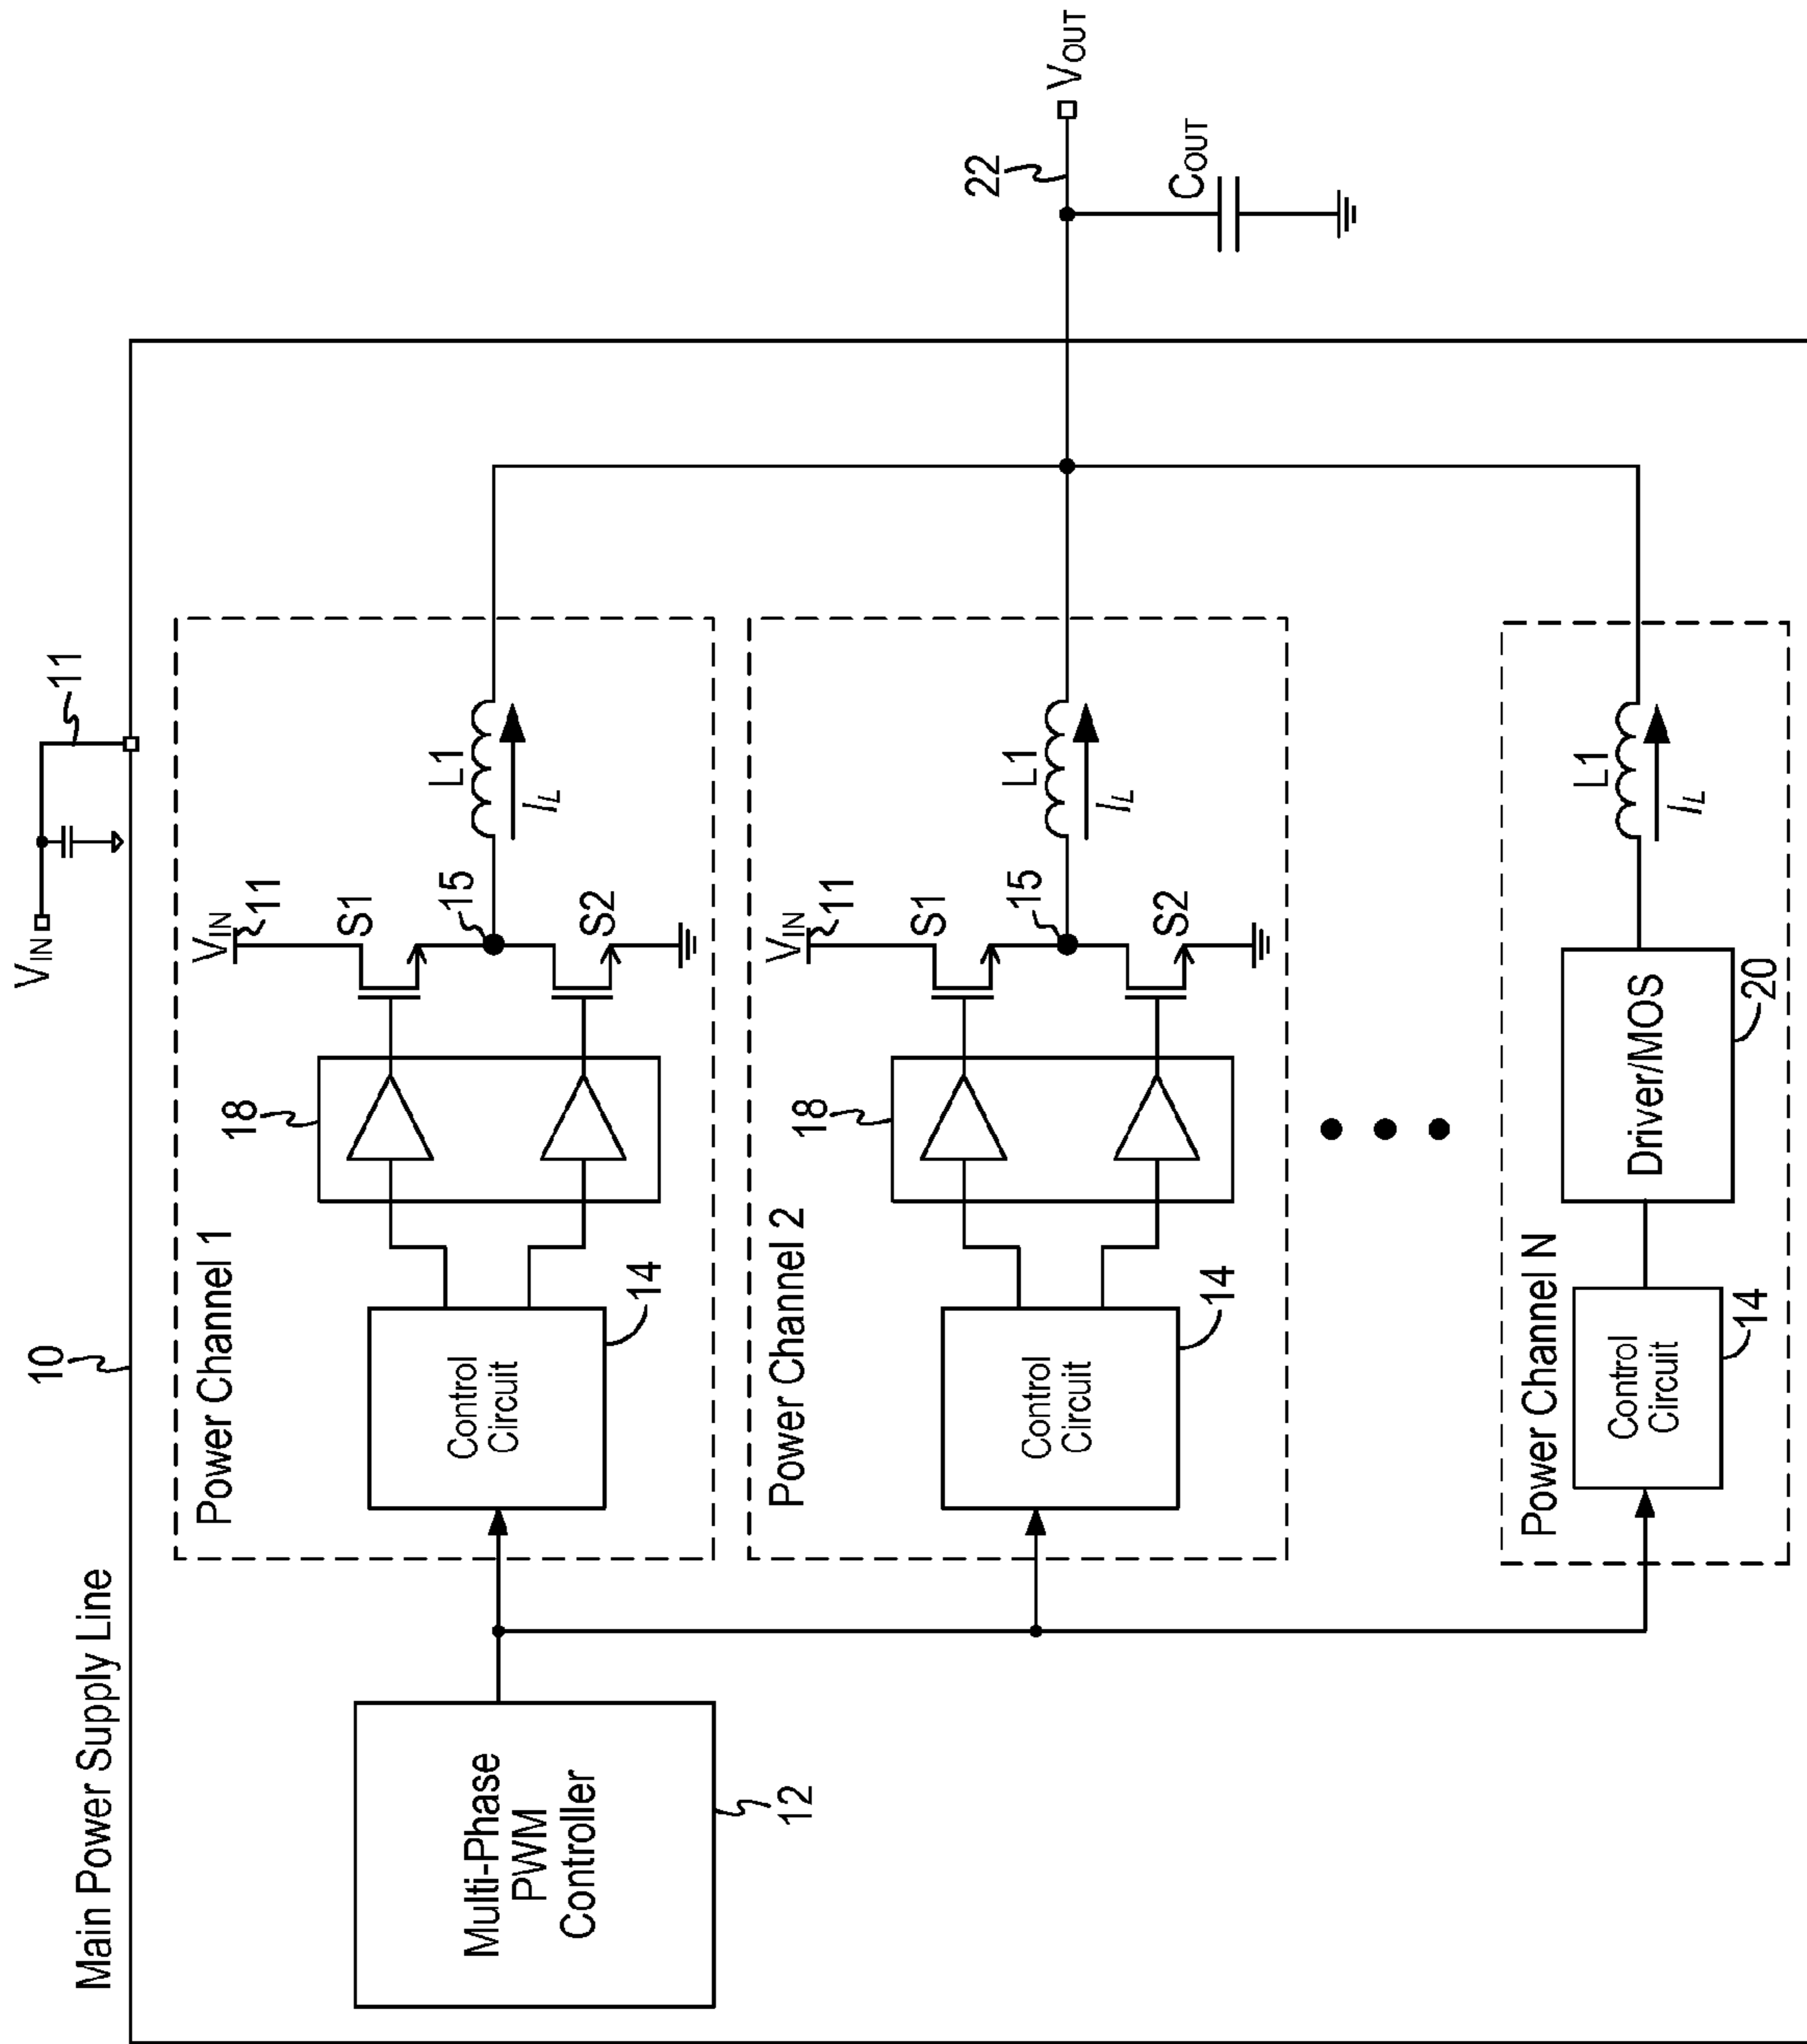 Main Power Supply Line
10
VIN
11
Multi-Phase
PWM
Controller
12
Power Channel 1
Control
Circuit
14
18
VIN
11
S1
15
S2
L1
IL
Power Channel 2
Control
Circuit
14
18
VIN
11
S1
15
S2
L1
IL
Power Channel N
Control
Circuit
14
Driver/MOS
20
L1
IL
22
VOUT
COUT